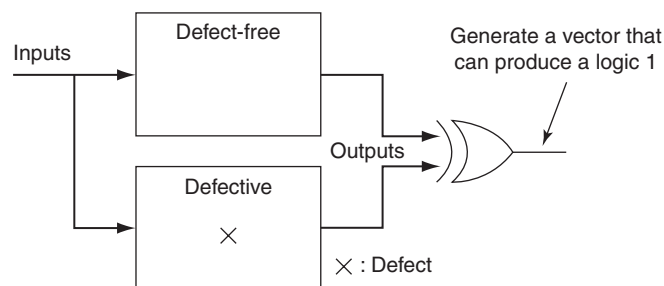 Defect-free
Generate a vector that
can produce a logic 1
Inputs
Outputs
Defective
× : Defect